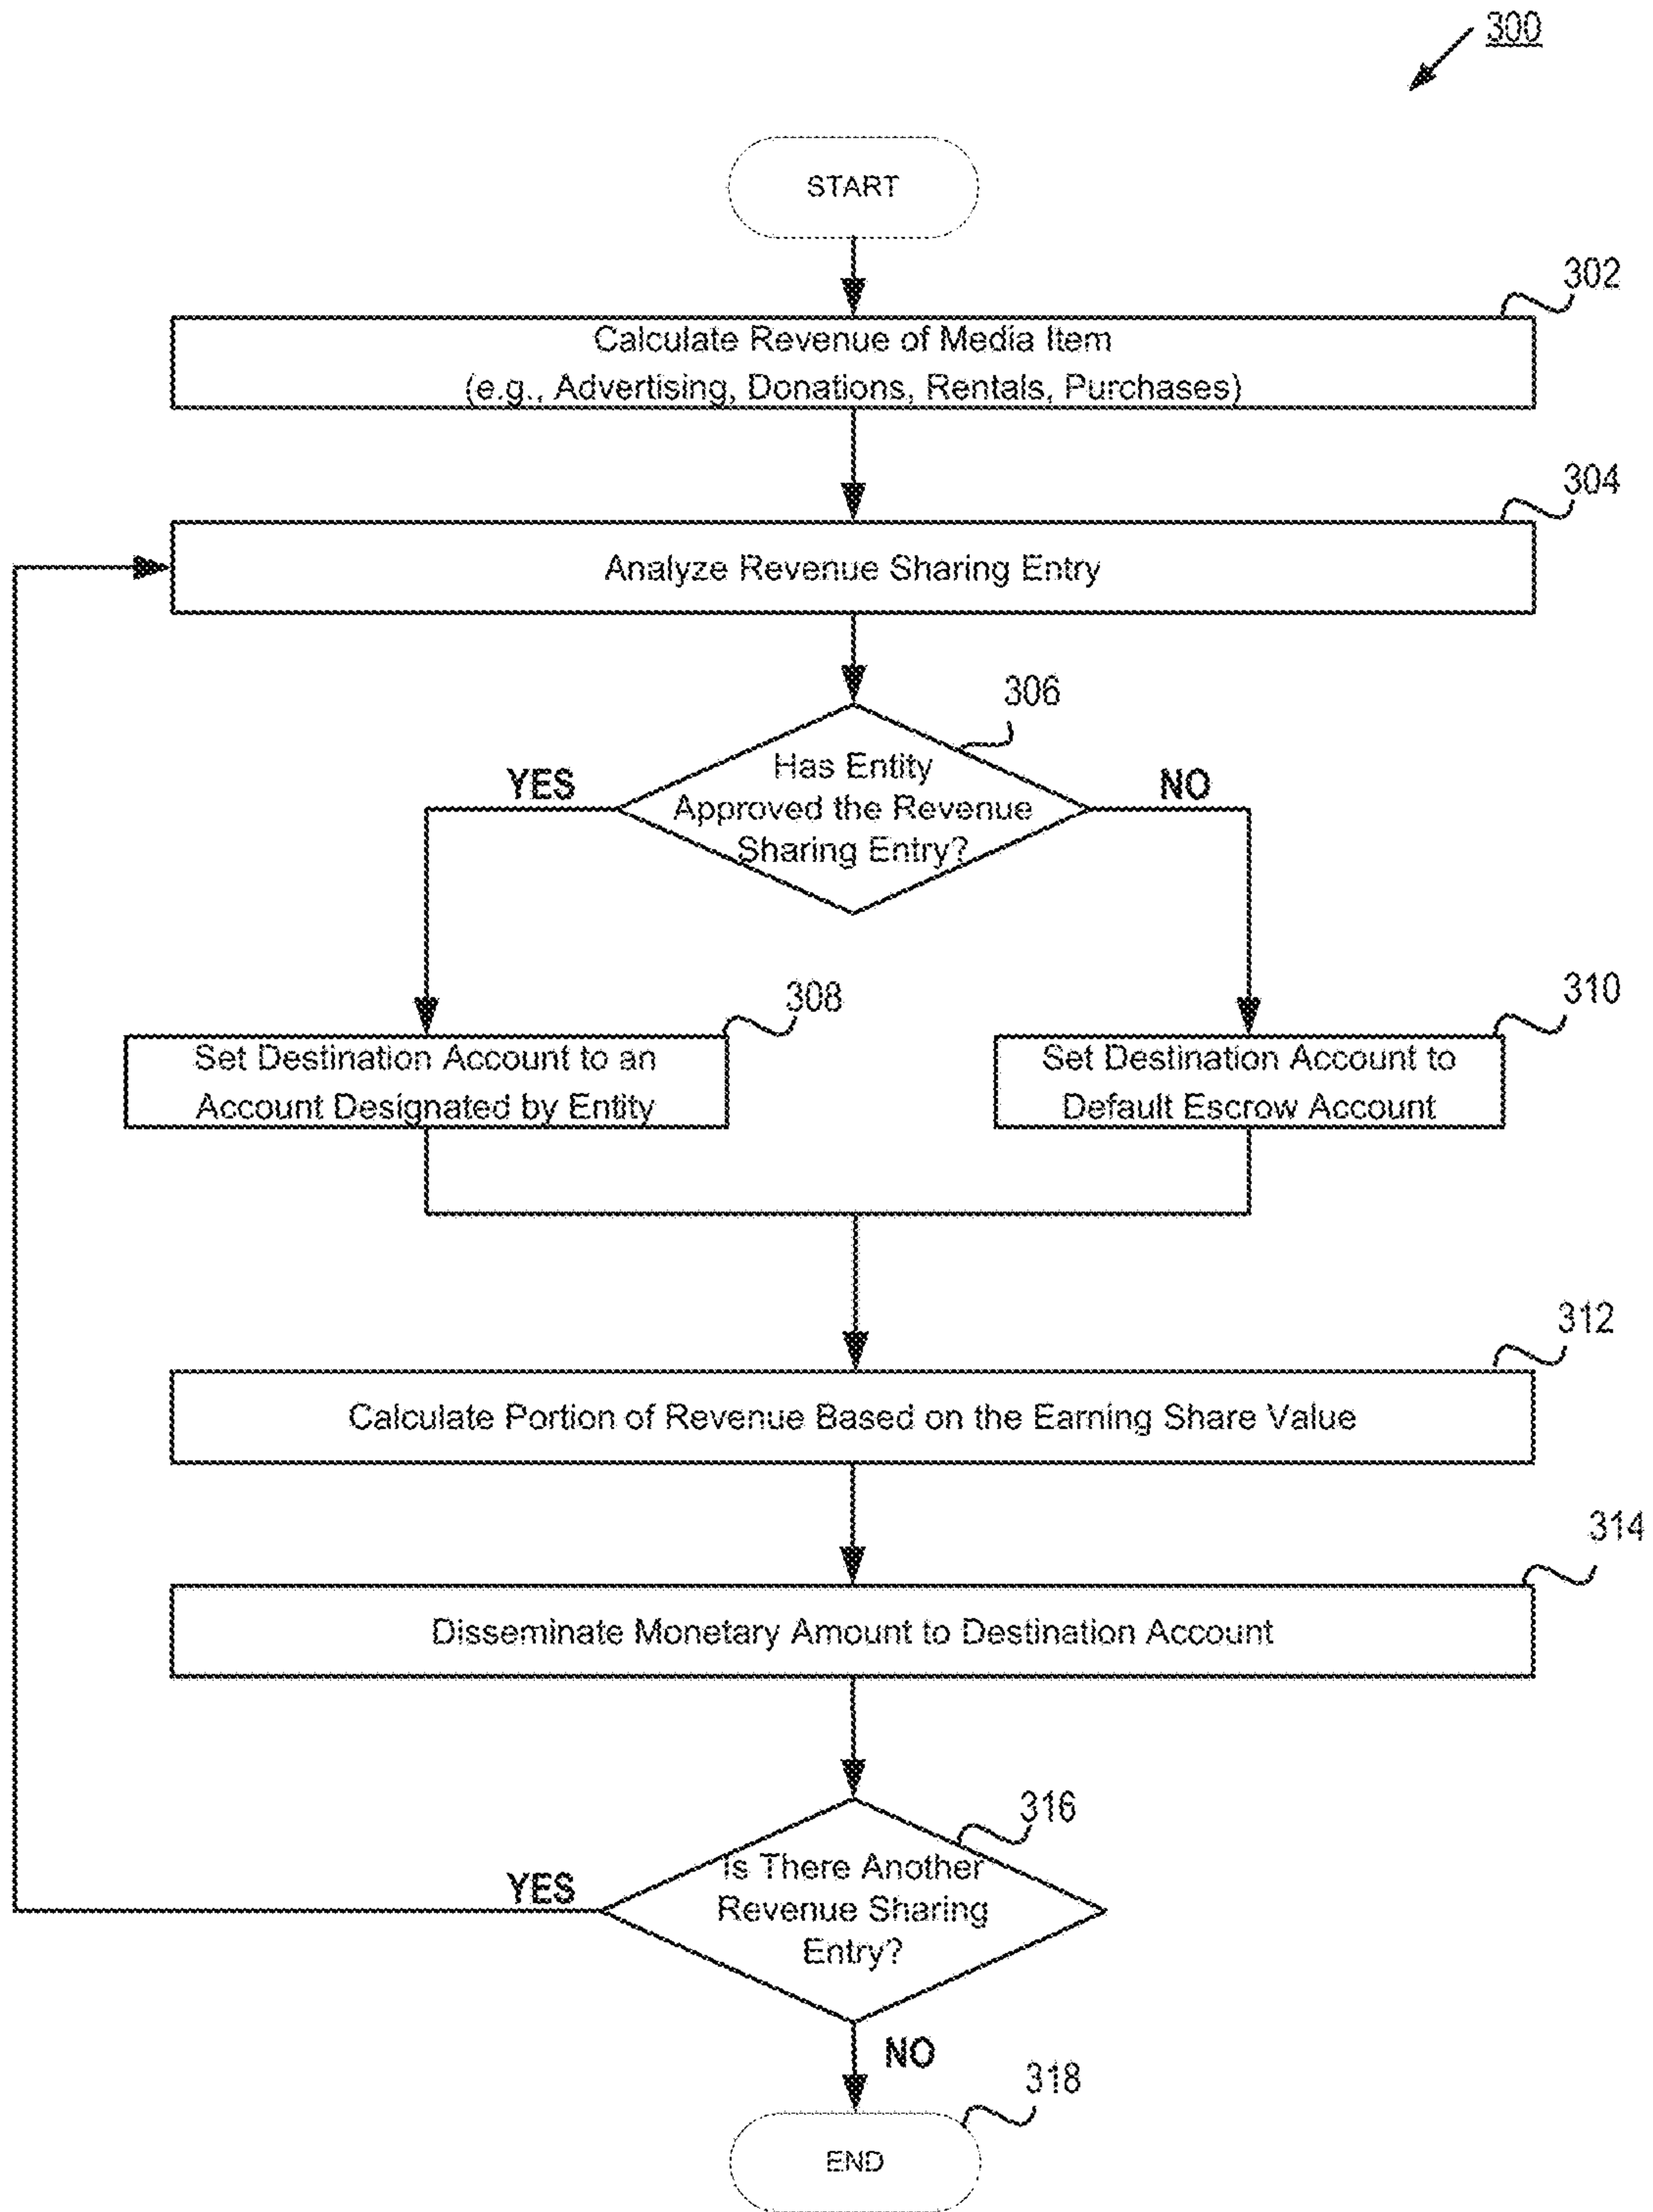 300
START
302
Calculate Revenue of Media Item
(e.g., Advertising, Donations, Rentals, Purchases)
304
Analyze Revenue Sharing Entry
306
Has Entity
Approved the Revenue
Sharing Entry?
YES
NO
308
Set Destination Account to an
Account Designated by Entity
310
Set Destination Account to
Default Escrow Account
312
Calculate Portion of Revenue Based on the Earning Share Value
314
Disseminate Monetary Amount to Destination Account
316
Is There Another
Revenue Sharing
Entry?
YES
NO
318
END